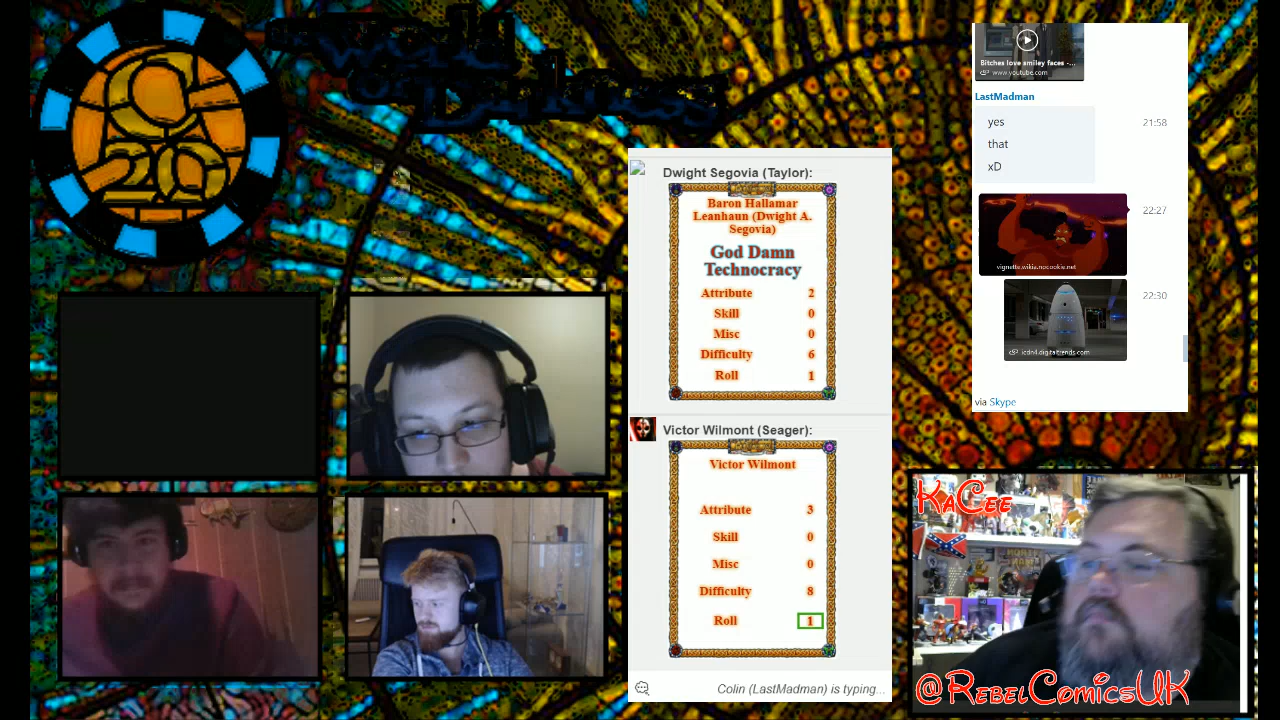 20
Dwight Segovia (Taylor):
Baron Hallamar
Leanhaun (Dwight A.
Segovia)
God Damn
Technocracy
Attribute 2
Skill 0
Misc 0
Difficulty 6
Roll 1
Victor Wilmont (Seager):
Victor Wilmont
Attribute 3
Skill 0
Misc 0
Difficulty 8
Roll 1
Colin (LastMadman) is typing...
Bitches love smiley faces -...
www.youtube.com
LastMadman
yes 21:58
that
xD
22:27
vignette.wikia.nocookie.net
22:30
icdn4.digitaltrends.com
via Skype
KaCee
@RebelComicsUK